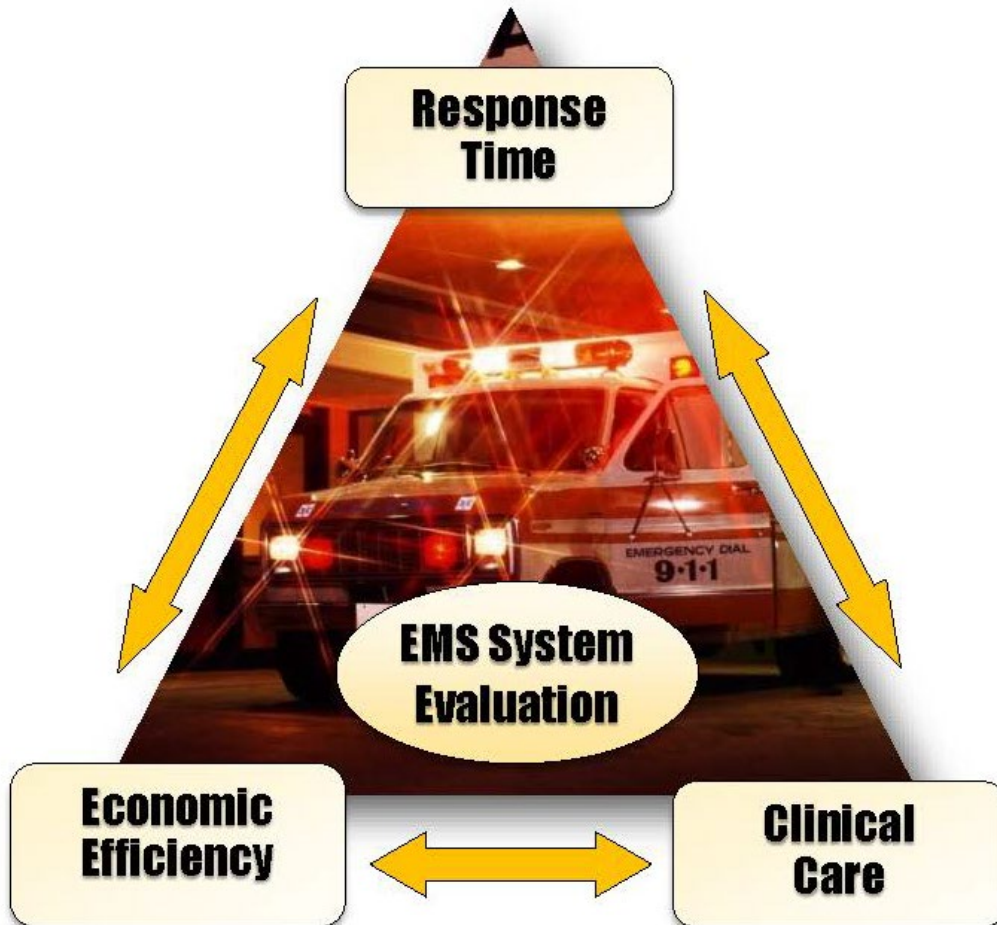 A
Response
Time
EMERGENCY DIAL
9·1·1
EMS System
Evaluation
Economic
Efficiency
Clinical
Care